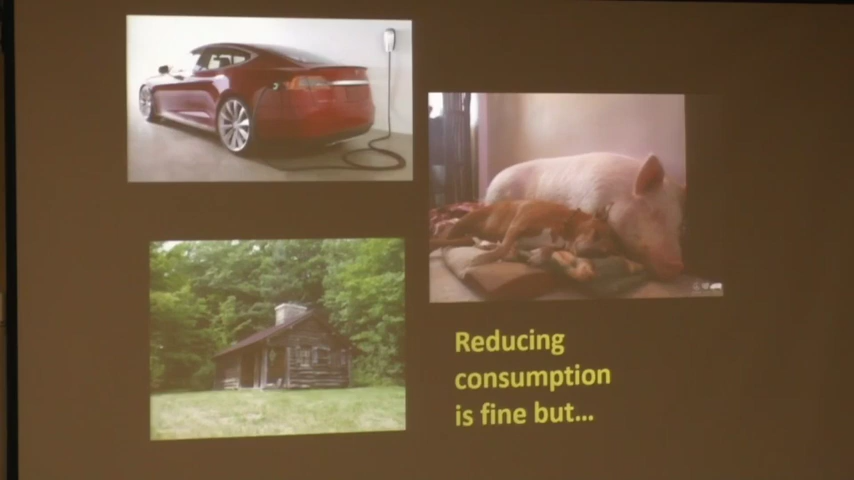 Reducing
consumption
is fine but...